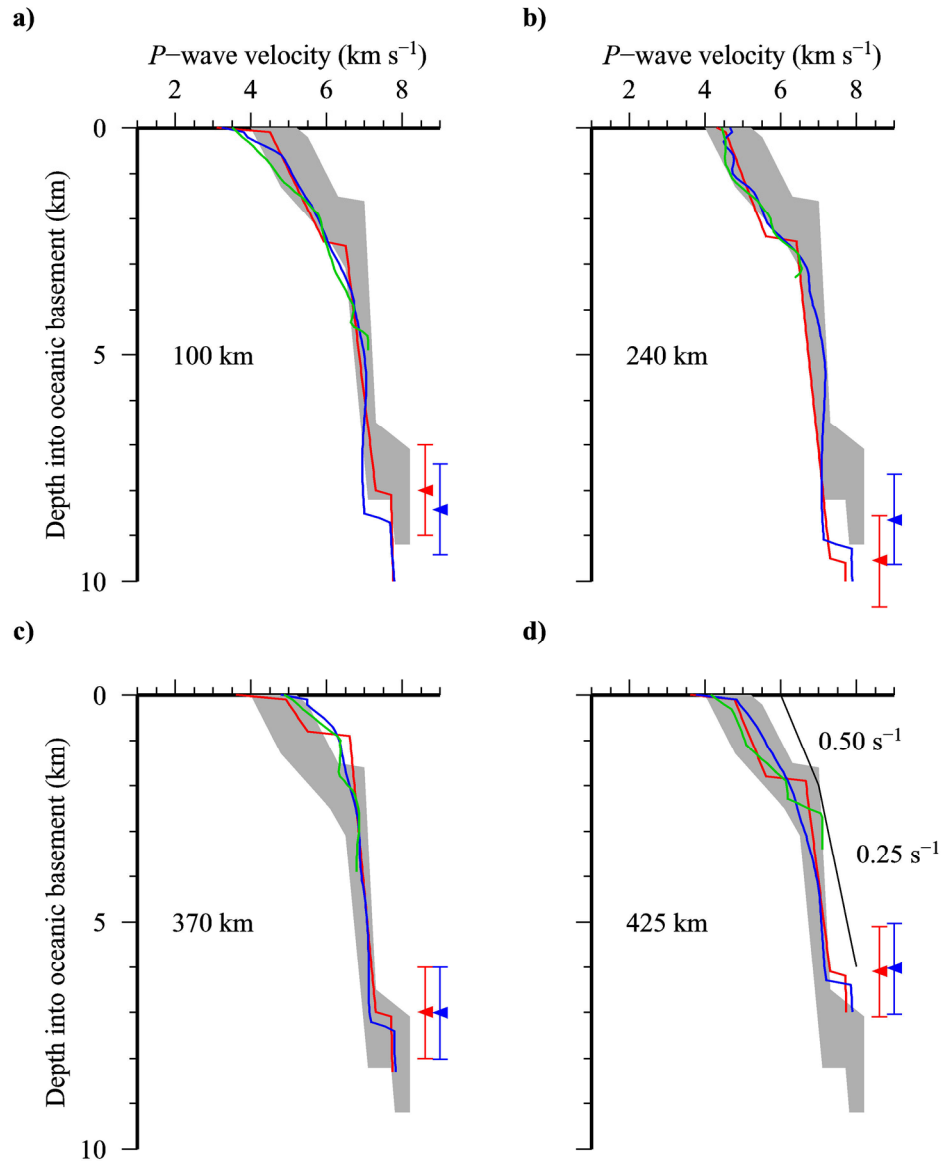 a)
P−wave velocity (km s−1)
2 4 6 8
0
5
10
Depth into oceanic basement (km)
100 km
b)
P−wave velocity (km s−1)
2 4 6 8
0
5
10
240 km
c)
0
5
10
Depth into oceanic basement (km)
370 km
d)
0
5
10
0.50 s−1
0.25 s−1
425 km